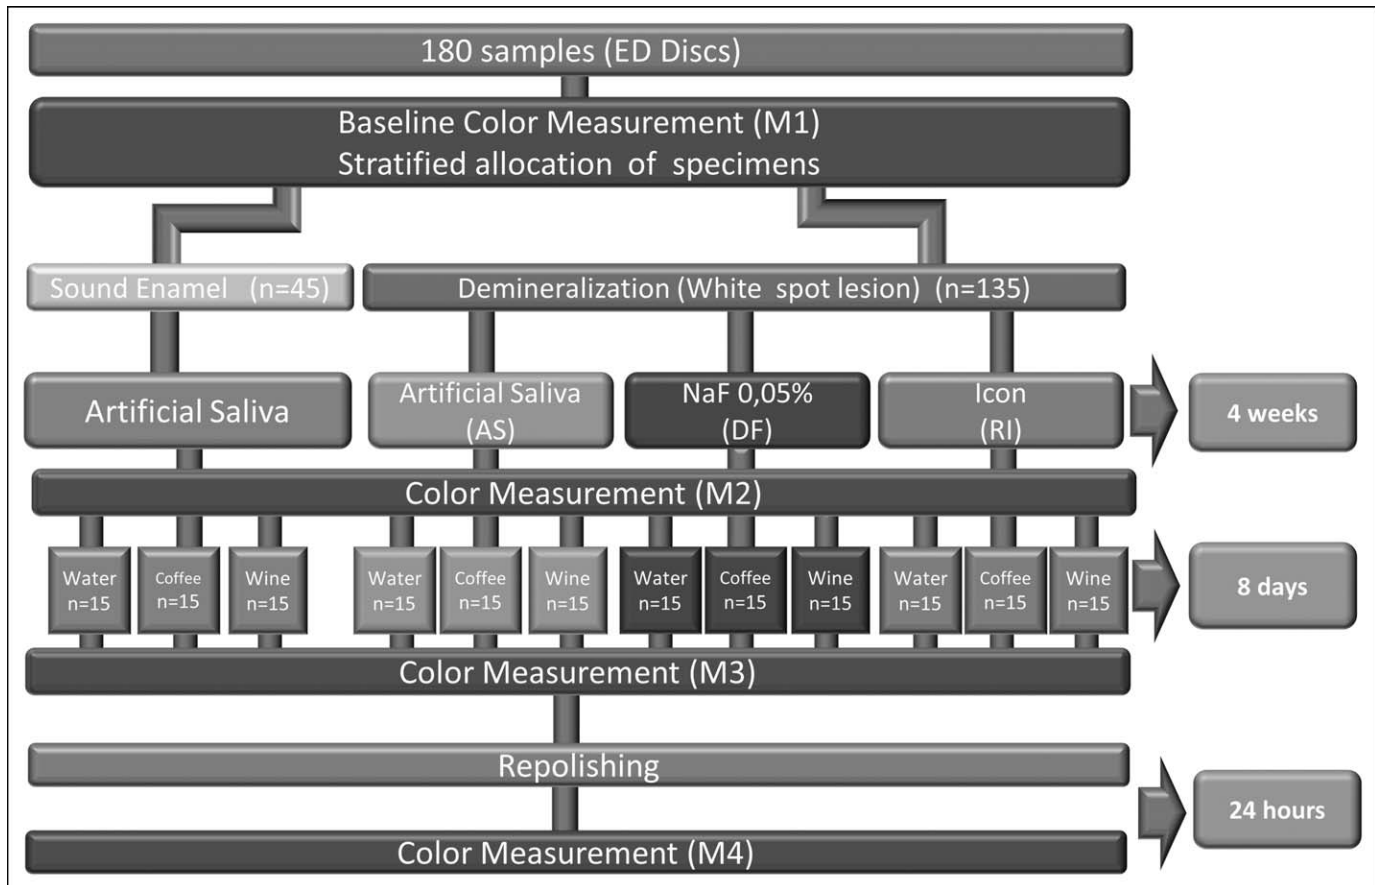 180 samples (ED Discs)
Baseline Color Measurement (M1)
Stratified allocation of specimens
Sound Enamel (n=45)
Demineralization (White spot lesion) (n=135)
Artificial Saliva
Artificial Saliva
(AS)
NaF 0,05%
(DF)
Icon
(RI)
4 weeks
Color Measurement (M2)
Water
n=15
Coffee
n=15
Wine
n=15
Water
n=15
Coffee
n=15
Wine
n=15
Water
n=15
Coffee
n=15
Wine
n=15
Water
n=15
Coffee
n=15
Wine
n=15
8 days
Color Measurement (M3)
Repolishing
24 hours
Color Measurement (M4)